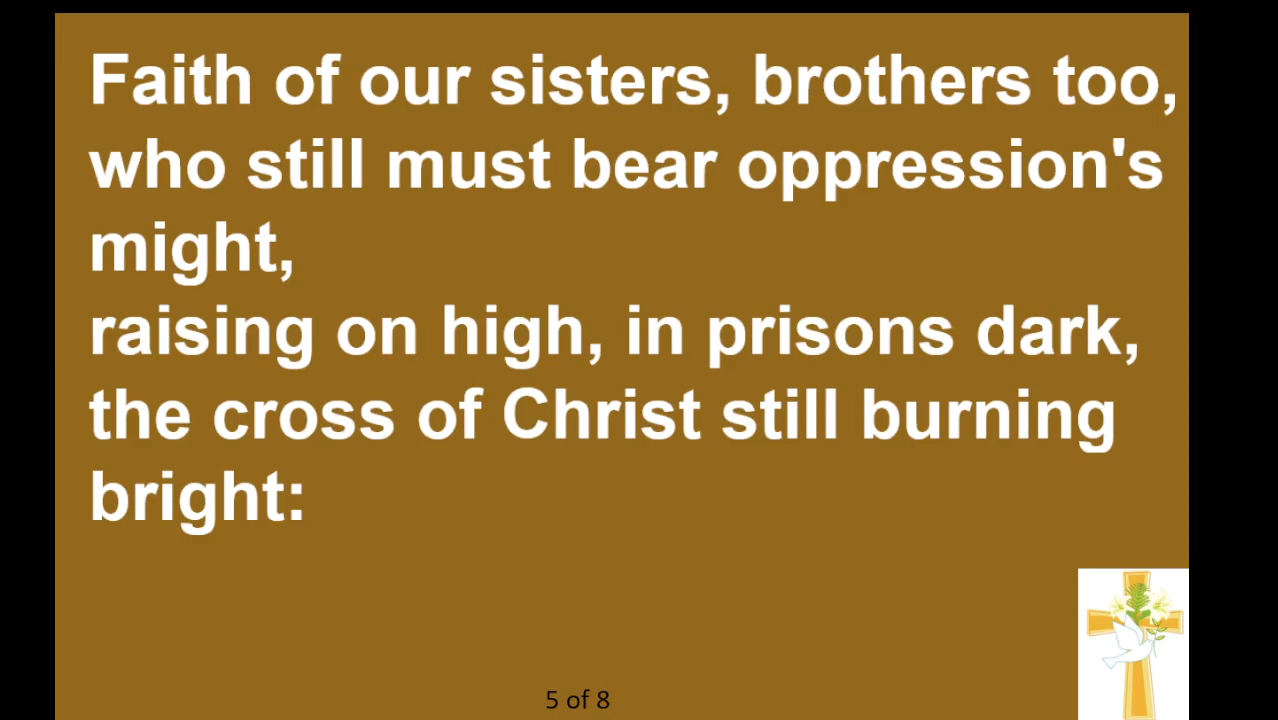 Faith of our sisters, brothers too,
who still must bear oppression's
might,
raising on high, in prisons dark,
the cross of Christ still burning
bright:
5 of 8